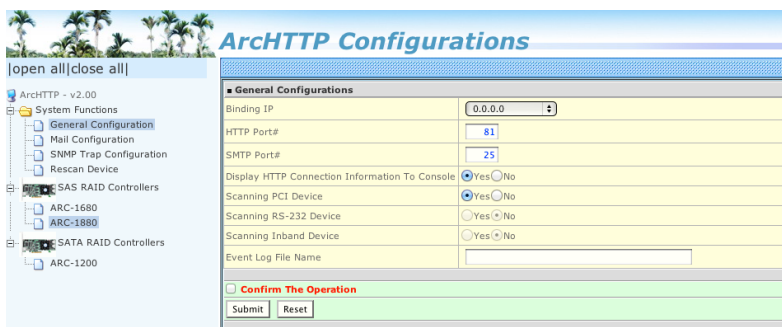 ArcHTTP Configurations
|open all|close all|
ArcHTTP - v2.00
System Functions
General Configuration
Mail Configuration
SNMP Trap Configuration
Rescan Device
SAS RAID Controllers
ARC-1680
ARC-1880
SATA RAID Controllers
ARC-1200
General Configurations
Binding IP 0.0.0.0
HTTP Port# 81
SMTP Port# 25
Display HTTP Connection Information To Console Yes No
Scanning PCI Device Yes No
Scanning RS-232 Device Yes No
Scanning Inband Device Yes No
Event Log File Name
Confirm The Operation
Submit Reset